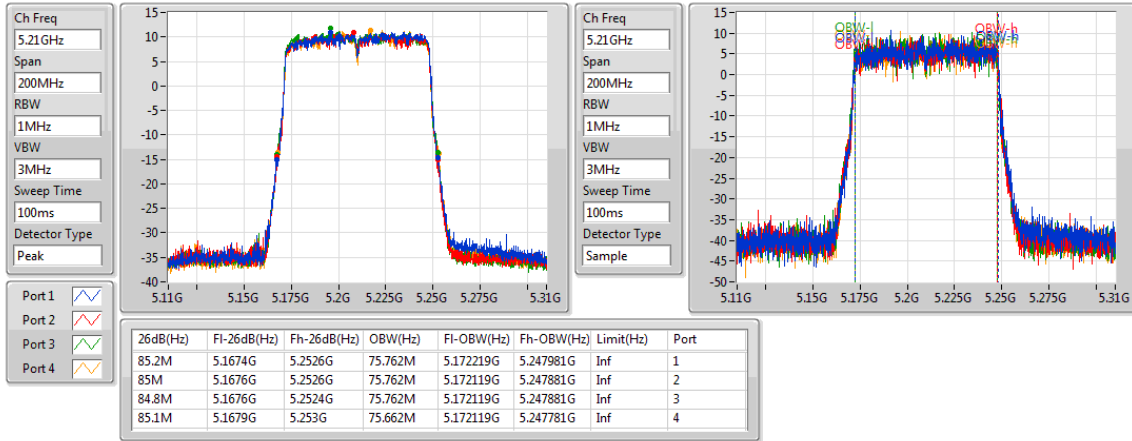 Ch Freq
5.21GHz
Span
200MHz
RBW
1MHz
VBW
3MHz
Sweep Time
100ms
Detector Type
Peak
Port 1
Port 2
Port 3
Port 4
15
10
5
0
-5
-10
-15
-20
-25
-30
-35
-40
5.11G 5.15G 5.175G 5.2G 5.225G 5.25G 5.275G 5.31G
Ch Freq
5.21GHz
Span
200MHz
RBW
1MHz
VBW
3MHz
Sweep Time
100ms
Detector Type
Sample
15
10
5
0
-5
-10
-15
-20
-25
-30
-35
-40
-45
-50
OBW-l OBW-h
5.11G 5.15G 5.175G 5.2G 5.225G 5.25G 5.275G 5.31G
26dB(Hz) Fl-26dB(Hz) Fh-26dB(Hz) OBW(Hz) Fl-OBW(Hz) Fh-OBW(Hz) Limit(Hz) Port
85.2M 5.1674G 5.2526G 75.762M 5.172219G 5.247981G Inf 1
85M 5.1676G 5.2526G 75.762M 5.172119G 5.247881G Inf 2
84.8M 5.1676G 5.2524G 75.762M 5.172119G 5.247881G Inf 3
85.1M 5.1679G 5.253G 75.662M 5.172119G 5.247781G Inf 4